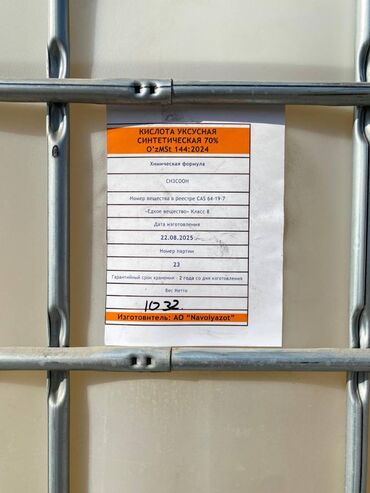 КИСЛОТА УКСУСНАЯ
СИНТЕТИЧЕСКАЯ 70%
O'zMSt 144:2024
Химическая формула
CH3COOH
Номер вещества в реестре CAS 64-19-7
«Едкое вещество» Класс 8
Дата изготовления
22.08.2025
Номер партии
23
Гарантийный срок хранения - 2 года со дня изготовления
Вес Нетто
1032
Изготовитель: АО "Navoiyazot"